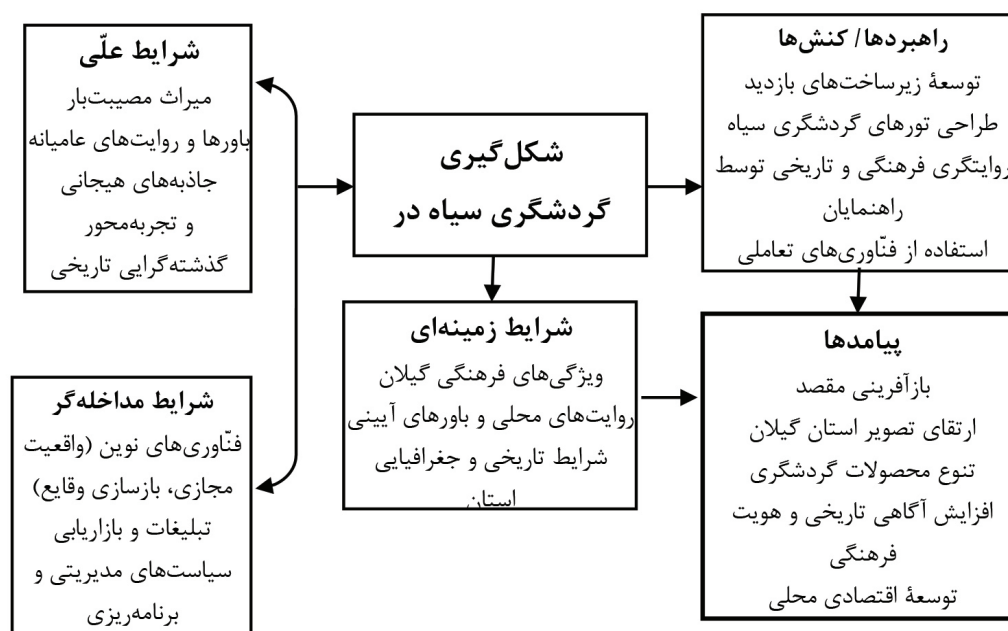 شرایط علّی
میراث مصیبت‌بار
باورها و روایت‌های عامیانه
جاذبه‌های هیجانی
و تجربه‌محور
گذشته‌گرایی تاریخی
شرایط مداخله‌گر
فنّاوری‌های نوین (واقعیت
مجازی، بازسازی وقایع)
تبلیغات و بازاریابی
سیاست‌های مدیریتی و
برنامه‌ریزی
شکل‌گیری
گردشگری سیاه در
شرایط زمینه‌ای
ویژگی‌های فرهنگی گیلان
روایت‌های محلی و باورهای آیینی
شرایط تاریخی و جغرافیایی
استان
راهبردها/ کنش‌ها
توسعهٔ زیرساخت‌های بازدید
طراحی تورهای گردشگری سیاه
روایتگری فرهنگی و تاریخی توسط
راهنمایان
استفاده از فنّاوری‌های تعاملی
پیامدها
بازآفرینی مقصد
ارتقای تصویر استان گیلان
تنوع محصولات گردشگری
افزایش آگاهی تاریخی و هویت
فرهنگی
توسعهٔ اقتصادی محلی